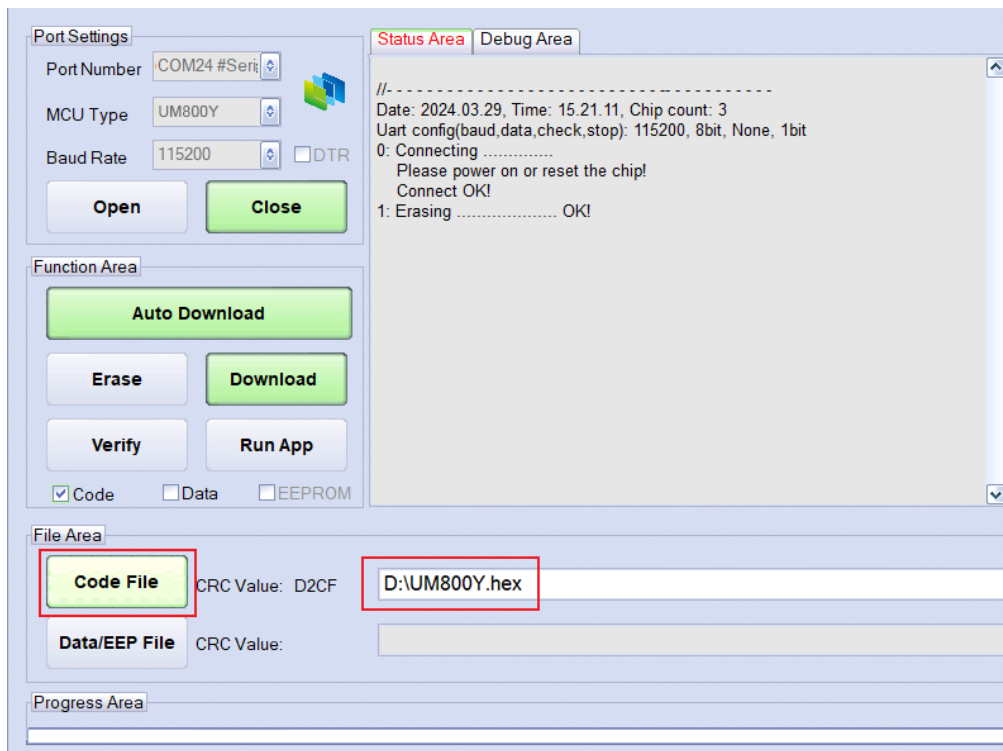 Port Settings
Port Number COM24 #Seri
MCU Type UM800Y
Baud Rate 115200 DTR
Open Close
Function Area
Auto Download
Erase Download
Verify Run App
Code Data EEPROM
Status Area Debug Area
//- - - - - - - - - - - - - - - - - - - - - - - - - - - -- - - - - - - - - - -
Date: 2024.03.29, Time: 15.21.11, Chip count: 3
Uart config(baud,data,check,stop): 115200, 8bit, None, 1bit
0: Connecting ..............
Please power on or reset the chip!
Connect OK!
1: Erasing .................... OK!
File Area
Code File CRC Value: D2CF D:\UM800Y.hex
Data/EEP File CRC Value:
Progress Area